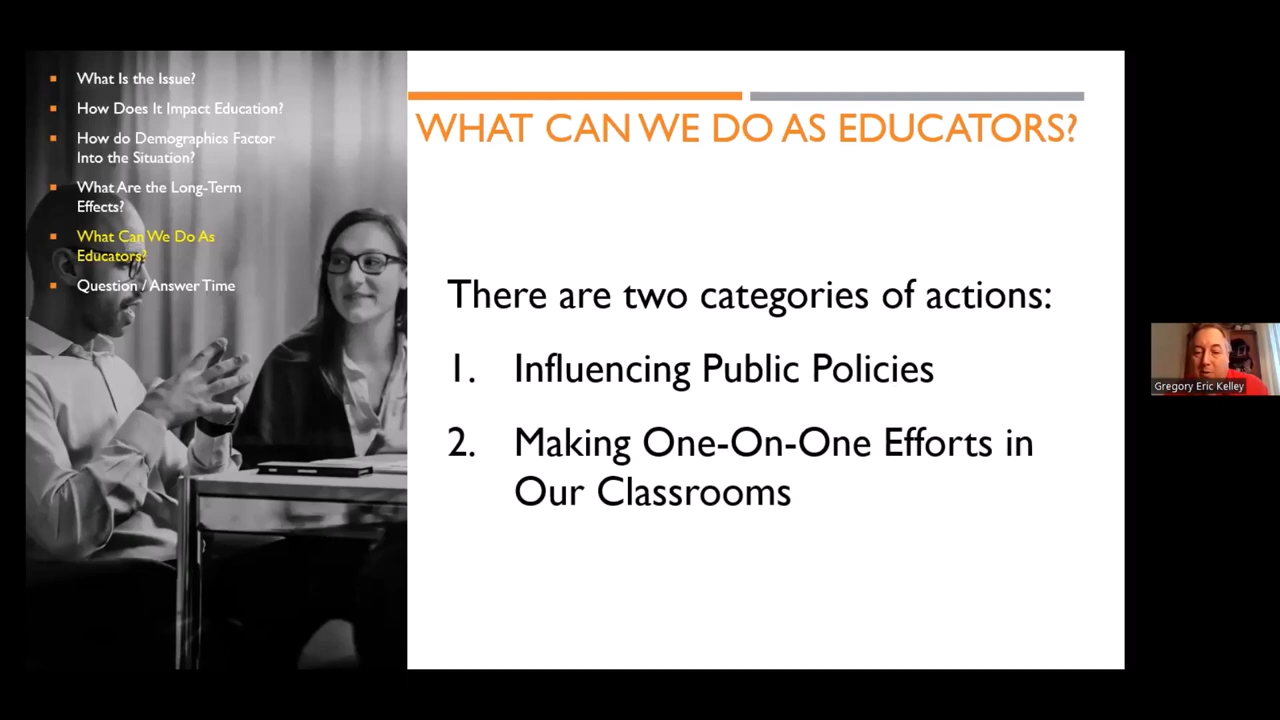 What Is the Issue?
How Does It Impact Education?
How do Demographics Factor
Into the Situation?
What Are the Long-Term
Effects?
What Can We Do As
Educators?
Question / Answer Time
WHAT CAN WE DO AS EDUCATORS?
There are two categories of actions:
1. Influencing Public Policies
2. Making One-On-One Efforts in
Our Classrooms
Gregory Eric Kelley